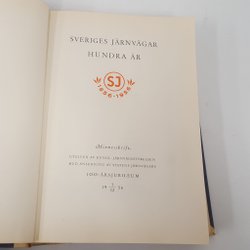 SVERIGES JÄRNVÄGAR
HUNDRA ÅR
SJ
1856-1956
Minnesskrift
UTGIVEN AV KUNGL. JÄRNVÄGSSTYRELSEN
MED ANLEDNING AV STATENS JÄRNVÄGARS
100-ÅRSJUBILEUM